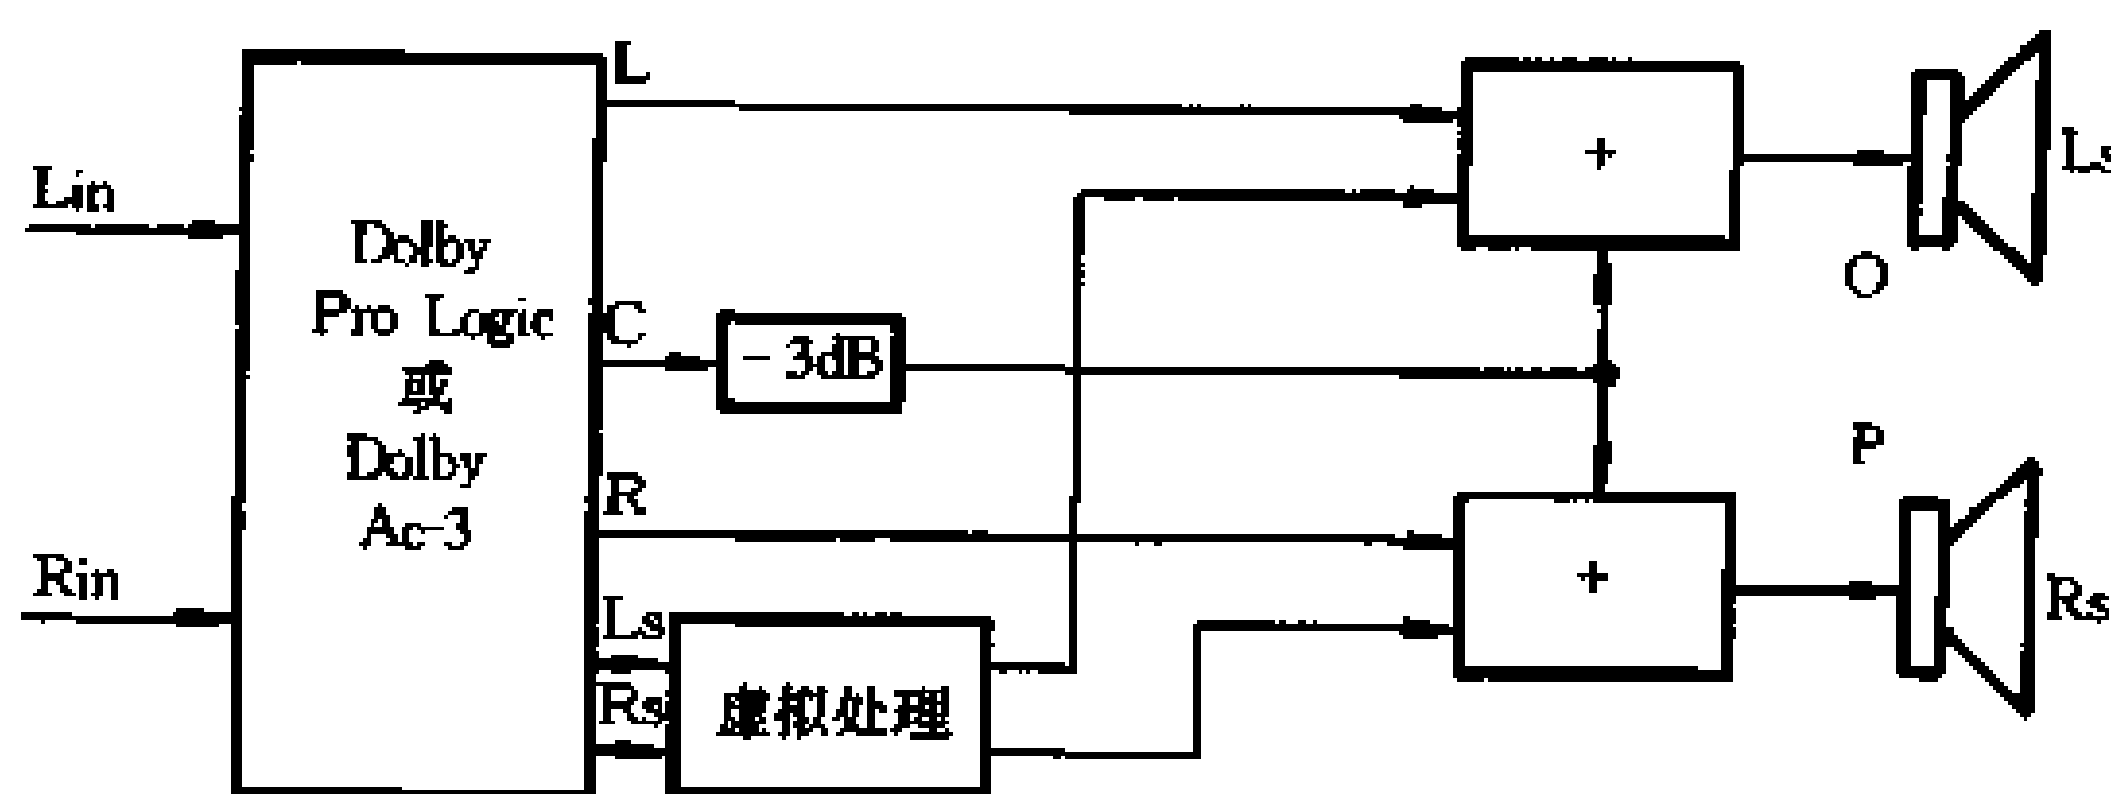 L
Lin
Dolby
Pro Logic
或
Dolby
Ac-3
Rin
C
- 3dB
R
Ls
Rs
虚拟处理
+
+
Ls
O
P
Rs